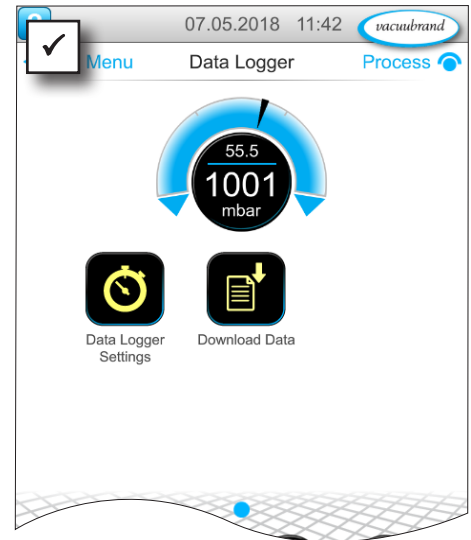 07.05.2018 11:42 vacuubrand
Menu Data Logger Process
55.5
1001
mbar
Data Logger
Settings
Download Data